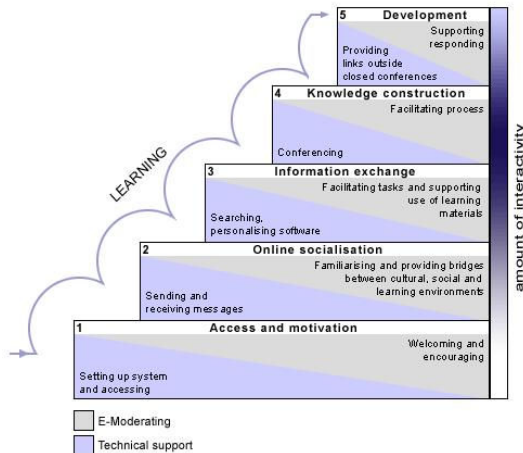 5 Development
Supporting
responding
Providing
links outside
closed conferences
4 Knowledge construction
Facilitating process
Conferencing
3 Information exchange
Facilitating tasks and supporting
use of learning
materials
Searching,
personalising software
2 Online socialisation
Familiarising and providing bridges
between cultural, social and
learning environments
Sending and
receiving messages
1 Access and motivation
Welcoming and
encouraging
Setting up system
and accessing
LEARNING
amount of interactivity
E-Moderating
Technical support